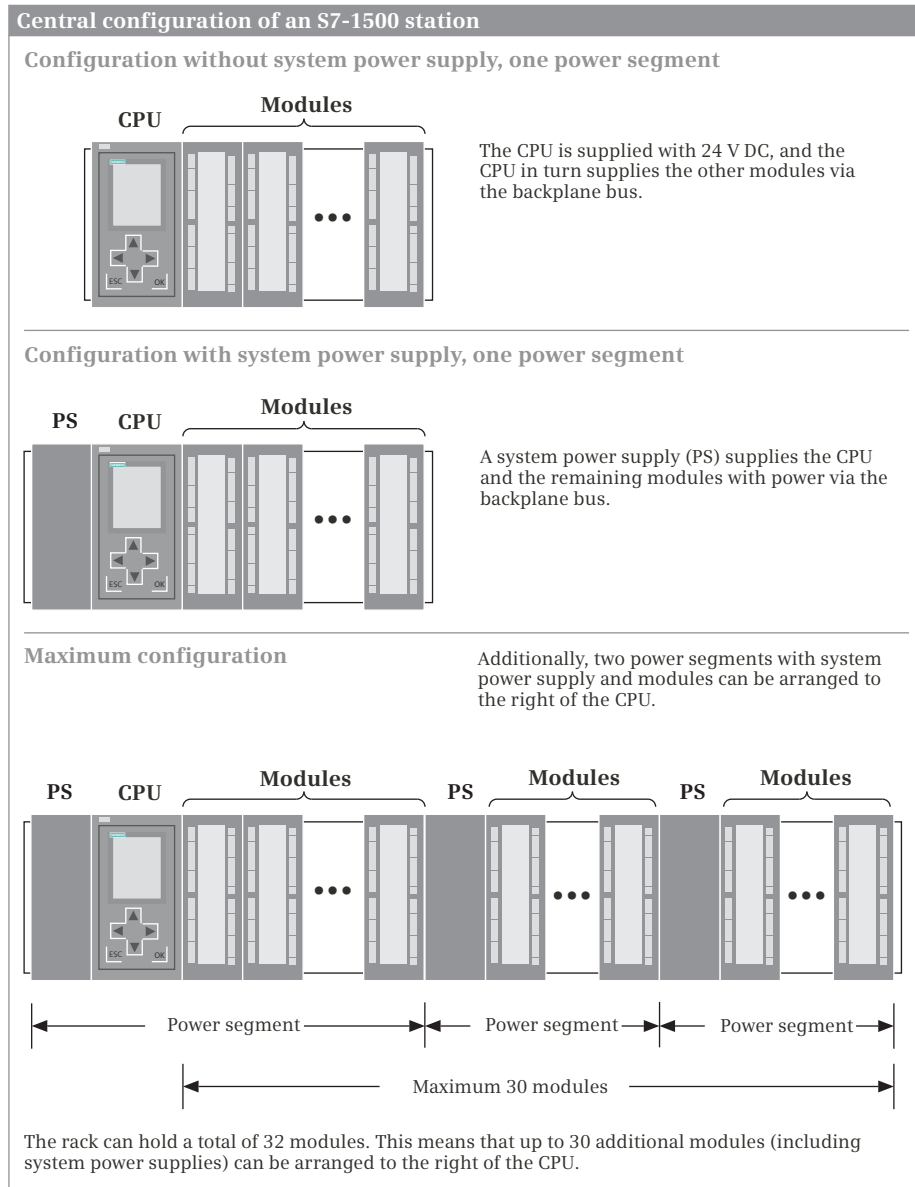 Central configuration of an S7-1500 station
Configuration without system power supply, one power segment
CPU
Modules
ESC
OK
The CPU is supplied with 24 V DC, and the
CPU in turn supplies the other modules via
the backplane bus.
Configuration with system power supply, one power segment
PS
CPU
Modules
ESC
OK
A system power supply (PS) supplies the CPU
and the remaining modules with power via the
backplane bus.
Maximum configuration
Additionally, two power segments with system
power supply and modules can be arranged to
the right of the CPU.
PS
CPU
Modules
PS
Modules
PS
Modules
ESC
OK
Power segment
Power segment
Power segment
Maximum 30 modules
The rack can hold a total of 32 modules. This means that up to 30 additional modules (including
system power supplies) can be arranged to the right of the CPU.